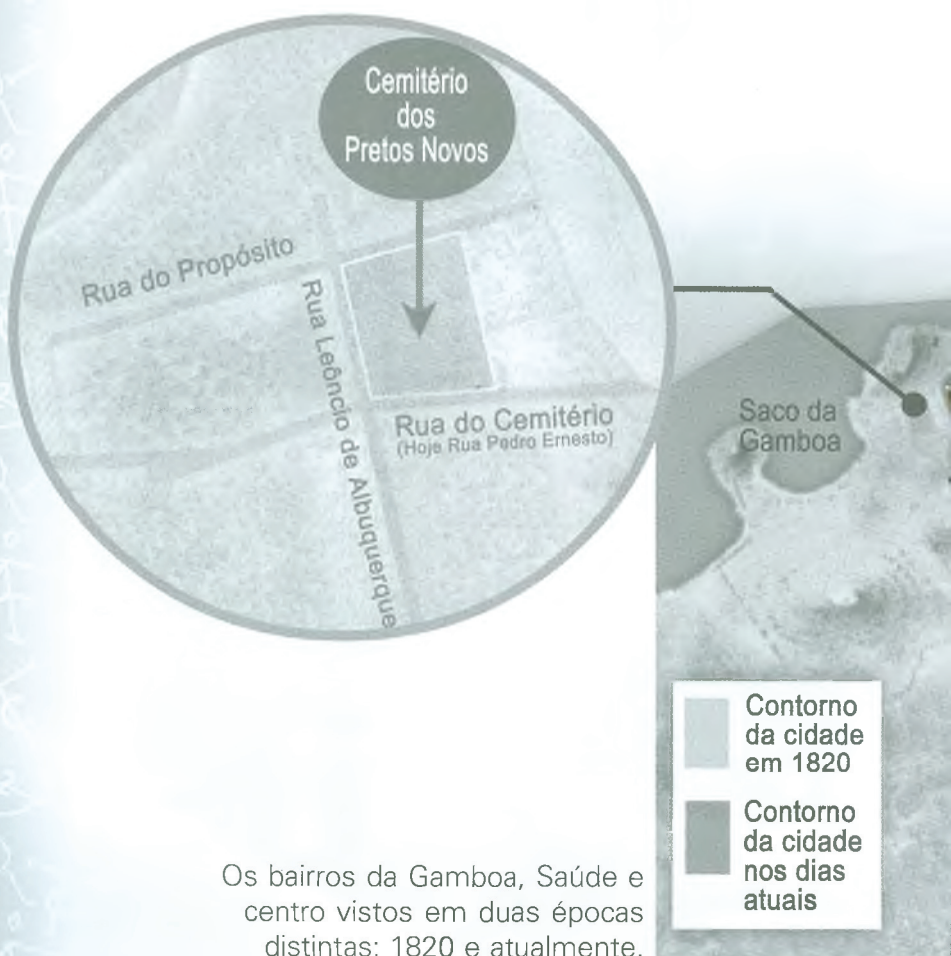 Cemitério
dos
Pretos Novos
Rua do Propósito
Rua Leôncio de Albuquerque
Rua do Cemitério
(Hoje Rua Pedro Ernesto)
Saco da
Gamboa
Contorno
da cidade
em 1820
Contorno
da cidade
nos dias
atuais
Os bairros da Gamboa, Saúde e
centro vistos em duas épocas
distintas: 1820 e atualmente.